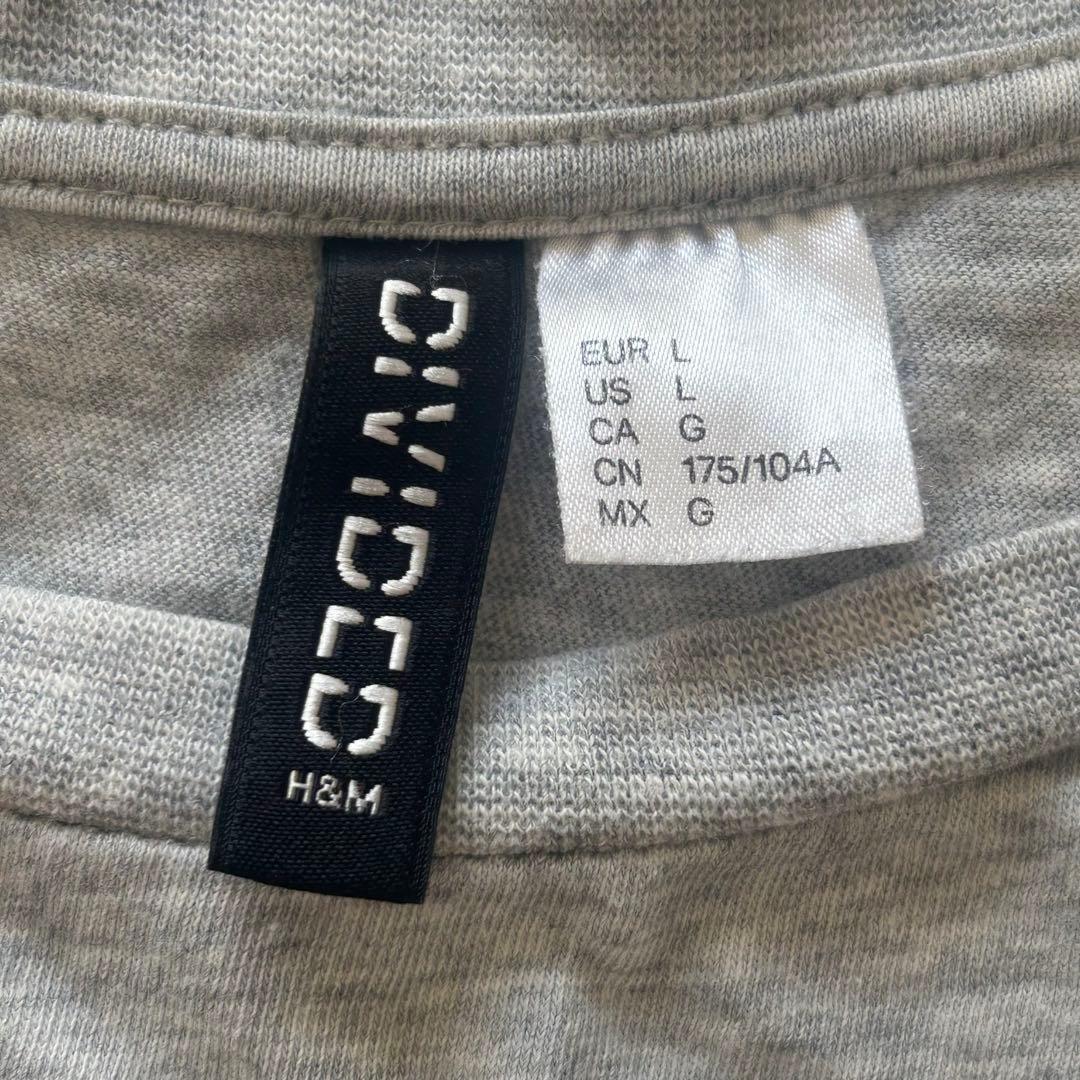 DIVIDED
H&M
EUR L
US L
CA G
CN 175/104A
MX G